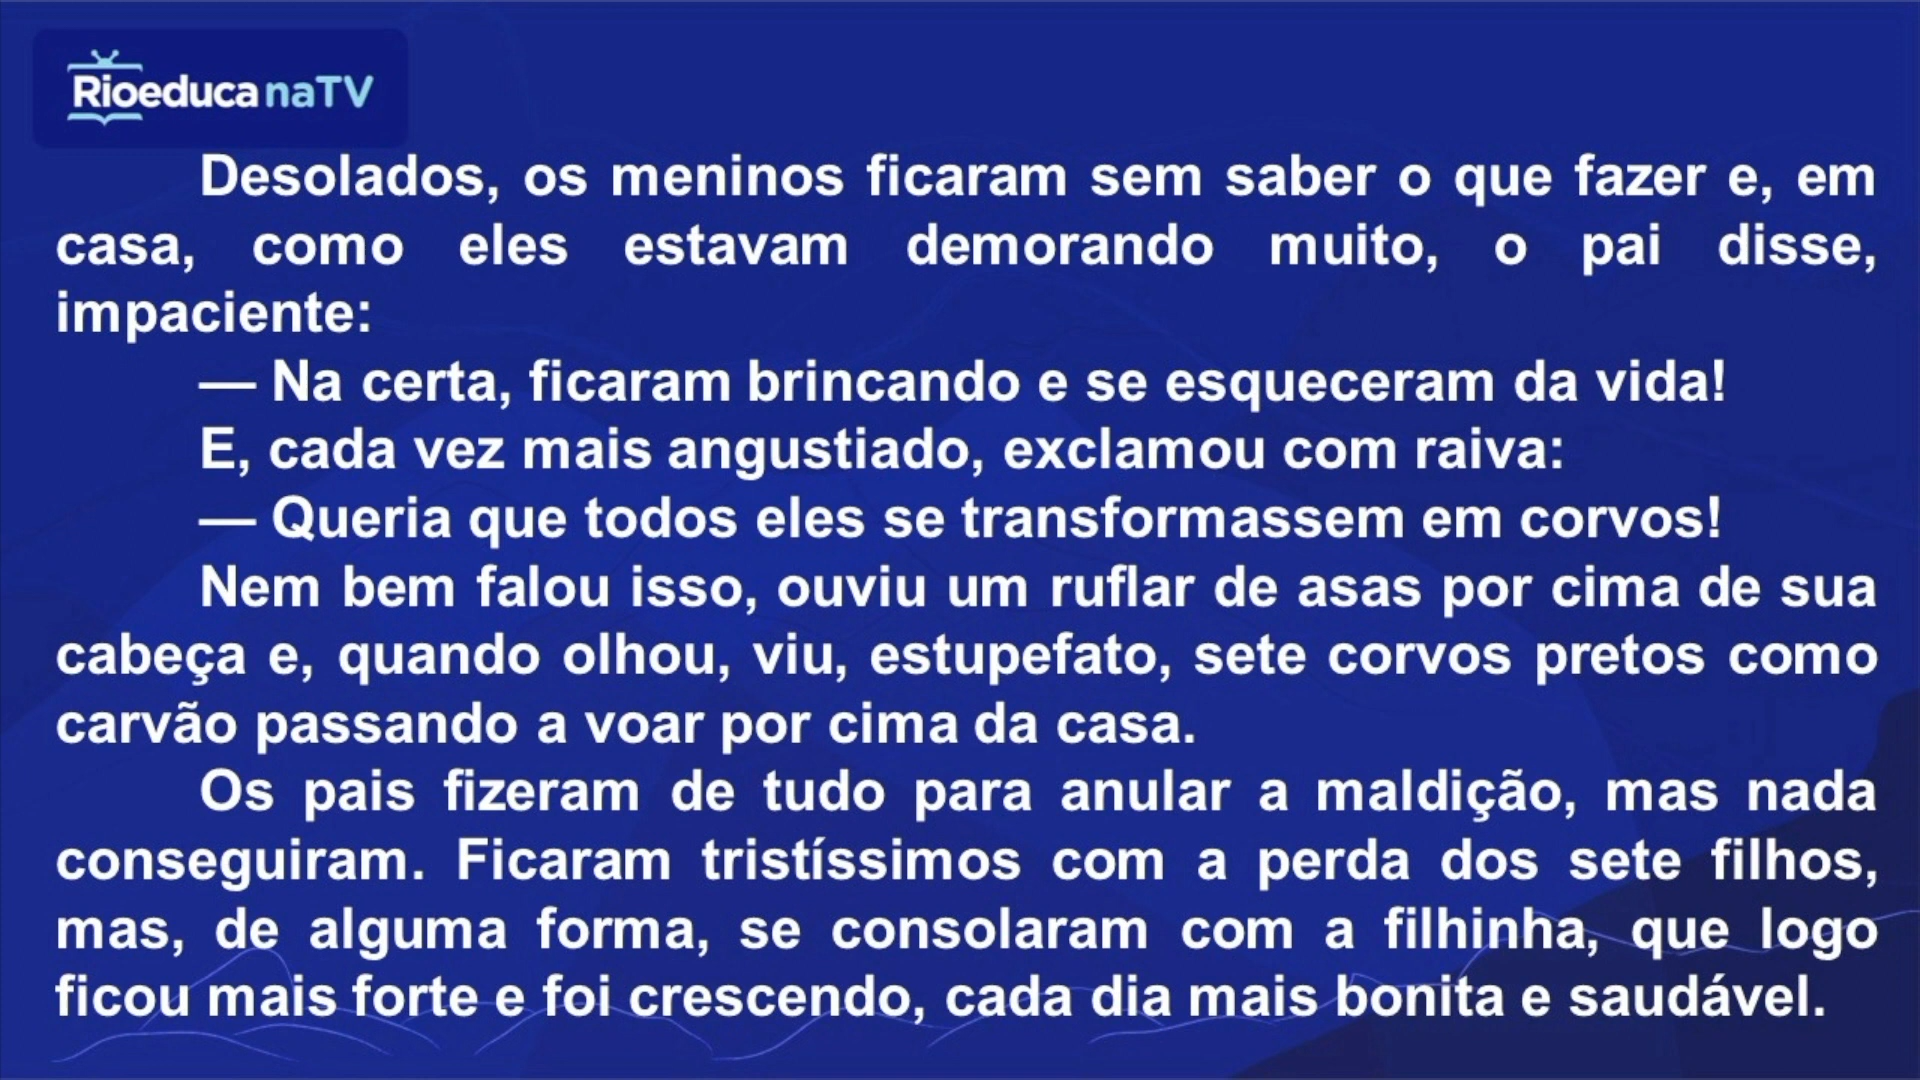 Rioeduca naTV
Desolados, os meninos ficaram sem saber o que fazer e, em
casa, como eles estavam demorando muito, o pai disse,
impaciente:
— Na certa, ficaram brincando e se esqueceram da vida!
E, cada vez mais angustiado, exclamou com raiva:
— Queria que todos eles se transformassem em corvos!
Nem bem falou isso, ouviu um ruflar de asas por cima de sua
cabeça e, quando olhou, viu, estupefato, sete corvos pretos como
carvão passando a voar por cima da casa.
Os pais fizeram de tudo para anular a maldição, mas nada
conseguiram. Ficaram tristíssimos com a perda dos sete filhos,
mas, de alguma forma, se consolaram com a filhinha, que logo
ficou mais forte e foi crescendo, cada dia mais bonita e saudável.